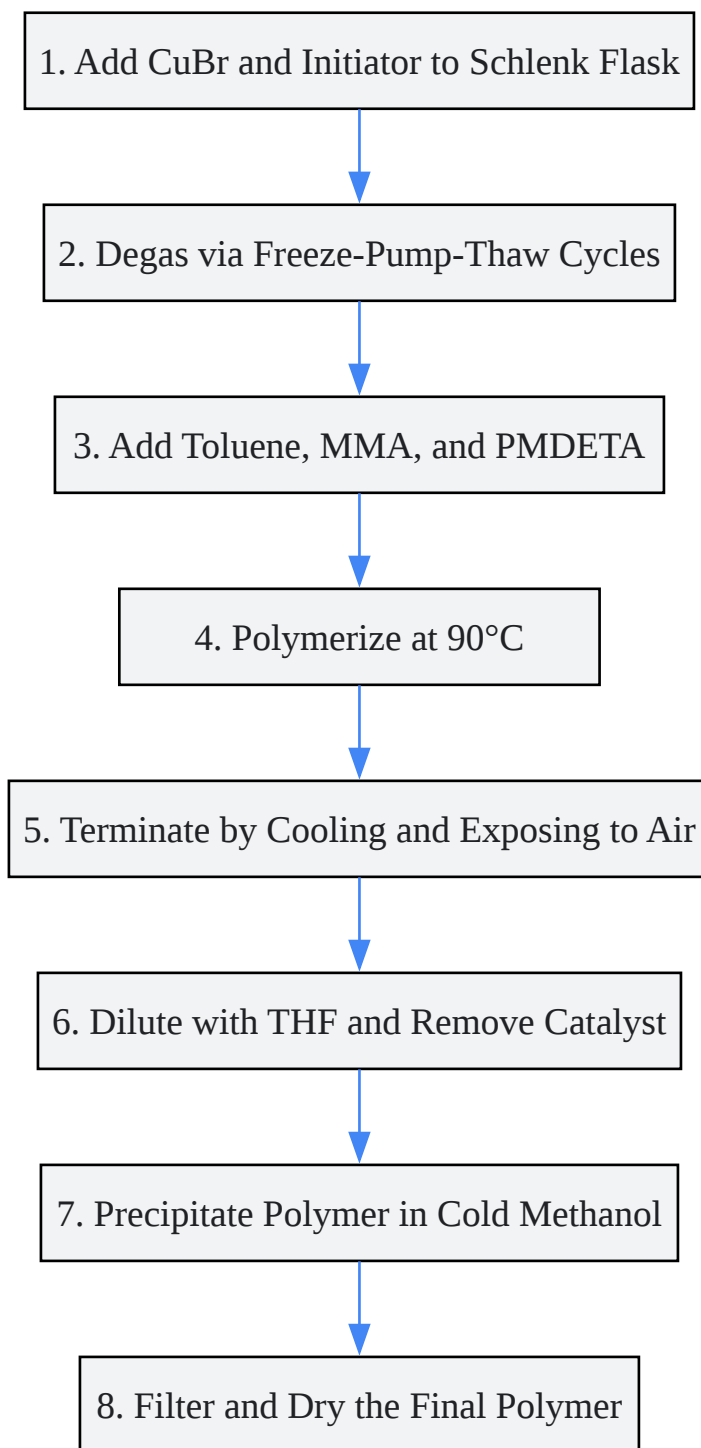 1. Add CuBr and Initiator to Schlenk Flask
2. Degas via Freeze-Pump-Thaw Cycles
3. Add Toluene, MMA, and PMDETA
4. Polymerize at 90°C
5. Terminate by Cooling and Exposing to Air
6. Dilute with THF and Remove Catalyst
7. Precipitate Polymer in Cold Methanol
8. Filter and Dry the Final Polymer